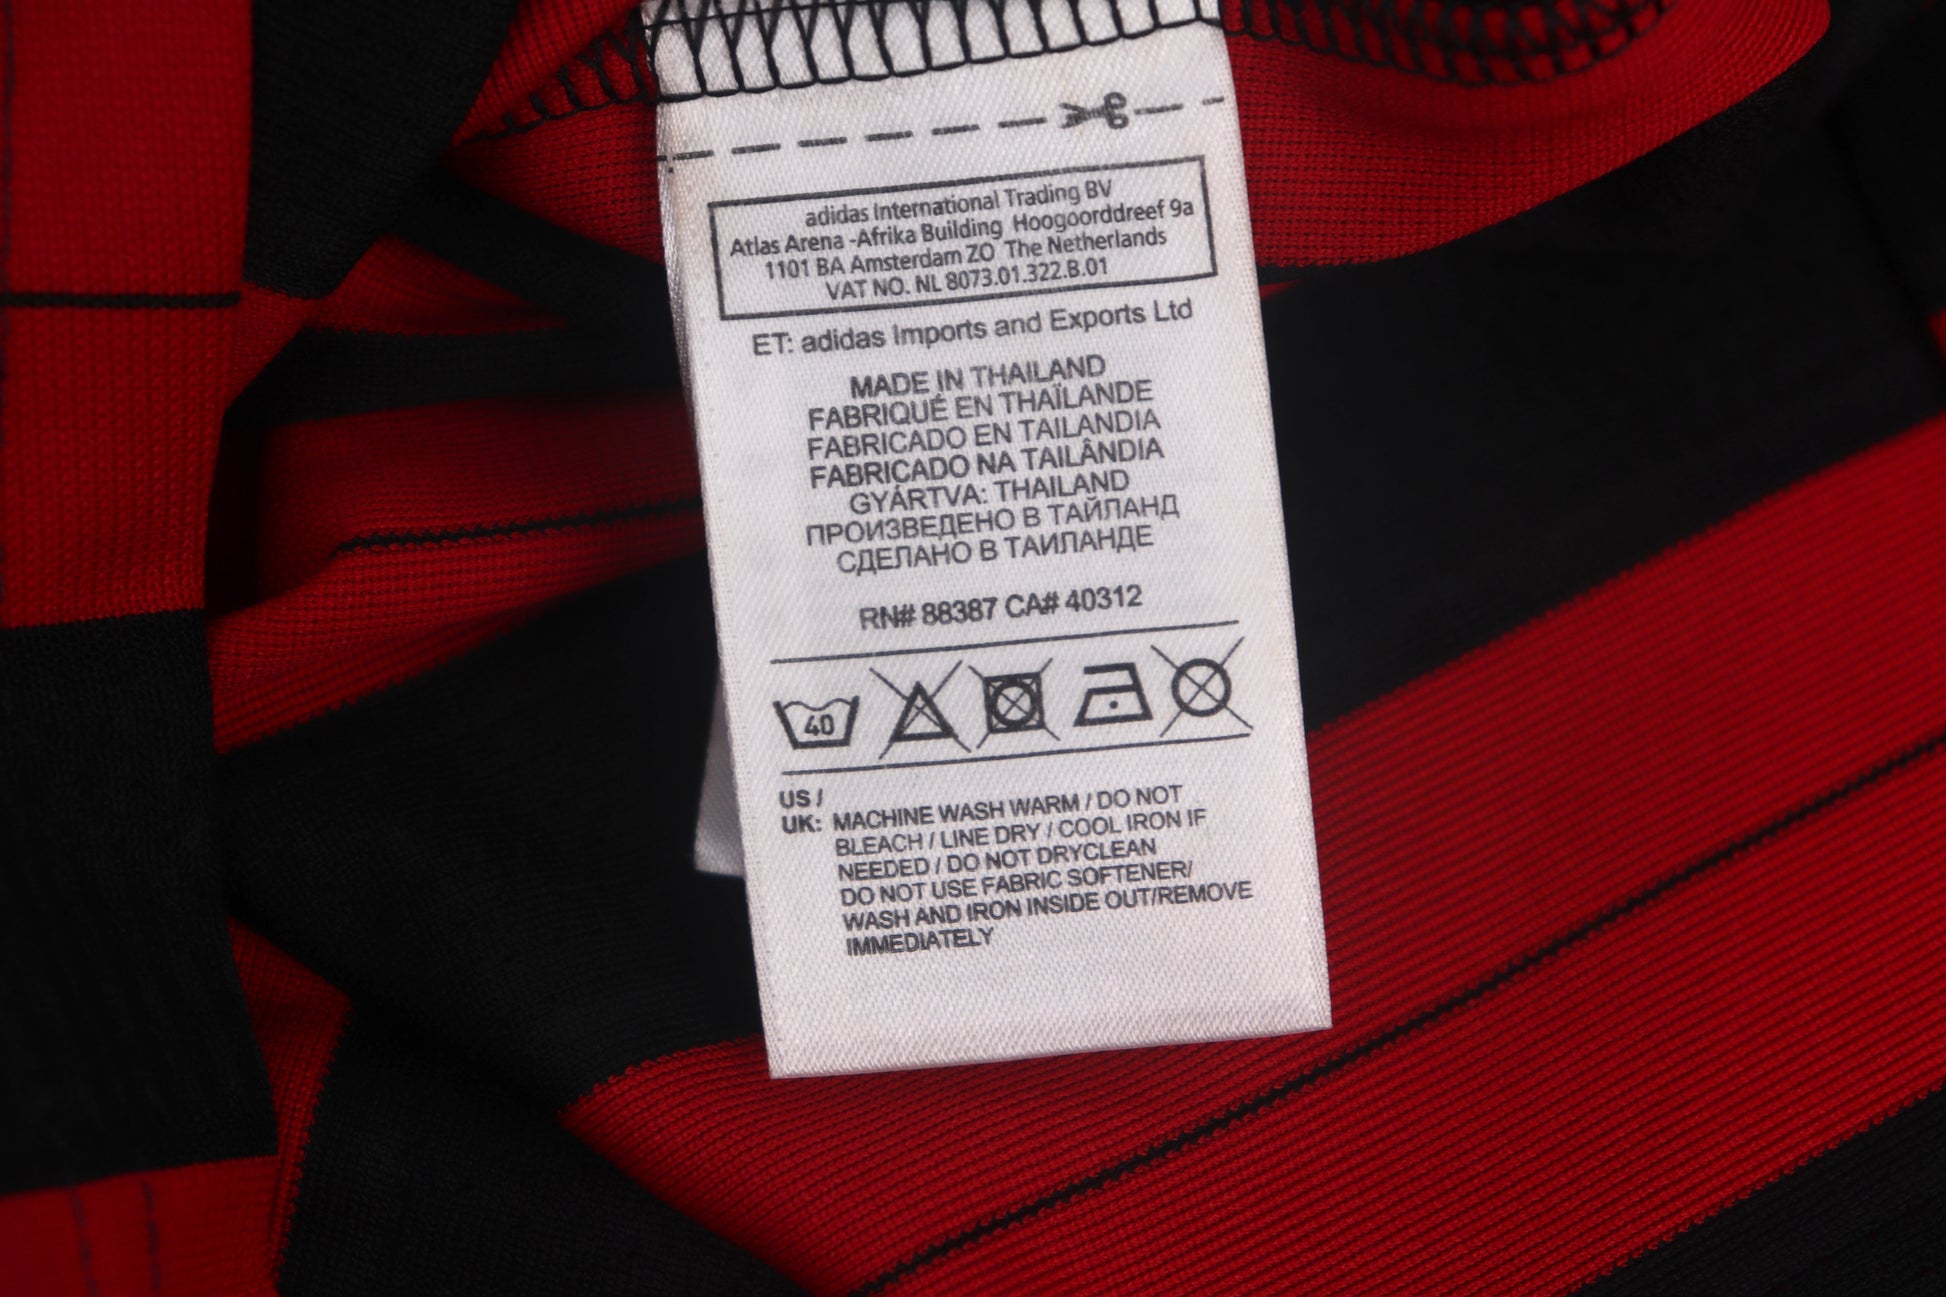 adidas International Trading BV
Atlas Arena -Afrika Building Hoogoorddreef 9a
1101 BA Amsterdam ZO The Netherlands
VAT NO. NL 8073.01.322.B.01
ET: adidas Imports and Exports Ltd
MADE IN THAILAND
FABRIQUÉ EN THAÏLANDE
FABRICADO EN TAILANDIA
FABRICADO NA TAILÂNDIA
GYÁRTVA: THAILAND
ПРОИЗВЕДЕНО В ТАЙЛАНД
СДЕЛАНО В ТАИЛАНДЕ
RN# 88387 CA# 40312
40
US /
UK: MACHINE WASH WARM / DO NOT
BLEACH / LINE DRY / COOL IRON IF
NEEDED / DO NOT DRYCLEAN
DO NOT USE FABRIC SOFTENER/
WASH AND IRON INSIDE OUT/REMOVE
IMMEDIATELY